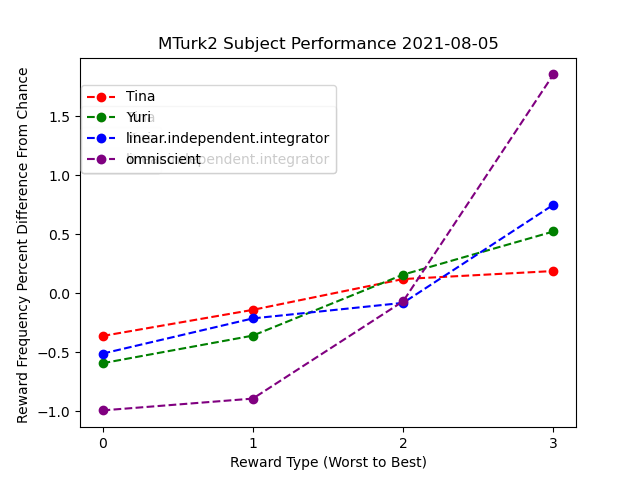 MTurk2 Subject Performance 2021-08-05
Reward Frequency Percent Difference From Chance
1.5
1.0
0.5
0.0
−0.5
−1.0
Tina
Yuri
linear.independent.integrator
omniscient
0 1 2 3
Reward Type (Worst to Best)